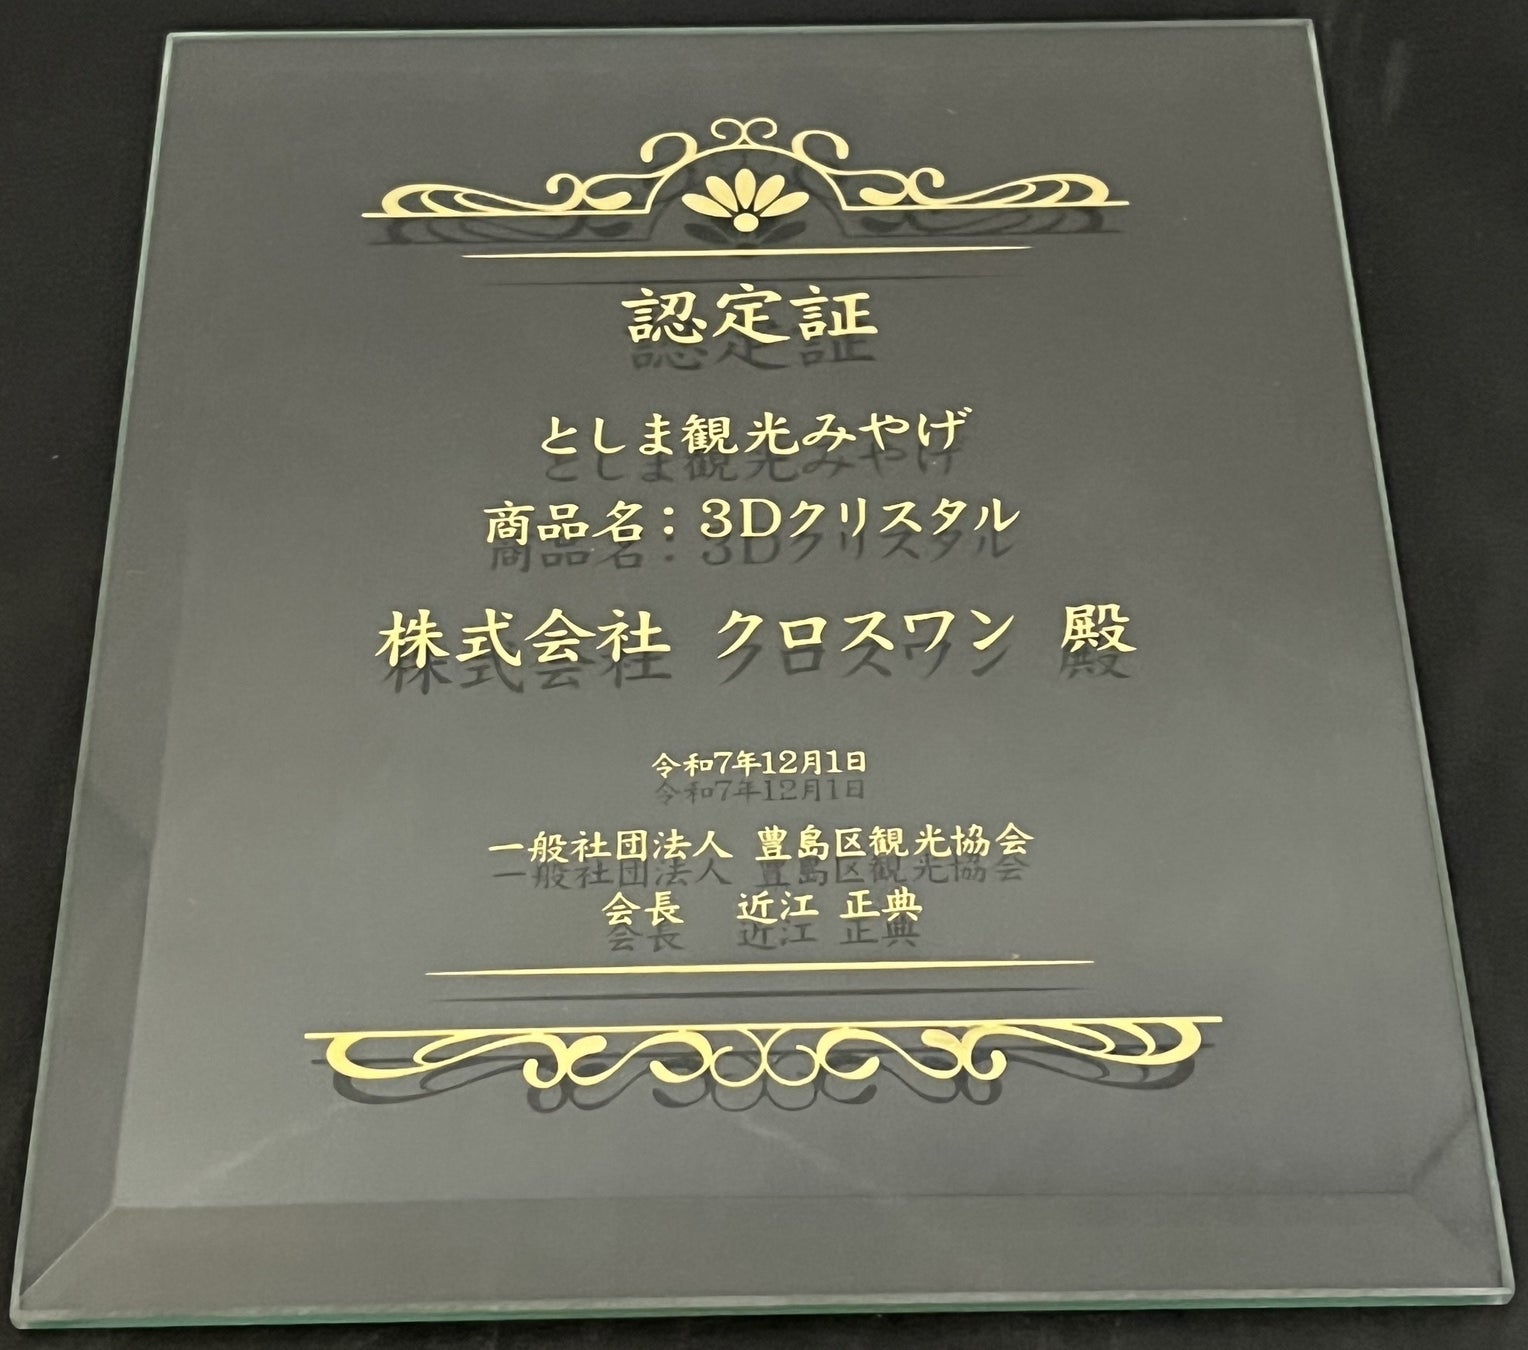 認定証
としま観光みやげ
商品名：3Dクリスタル
株式会社 クロスワン 殿
令和7年12月1日
一般社団法人 豊島区観光協会
会長 近江 正典